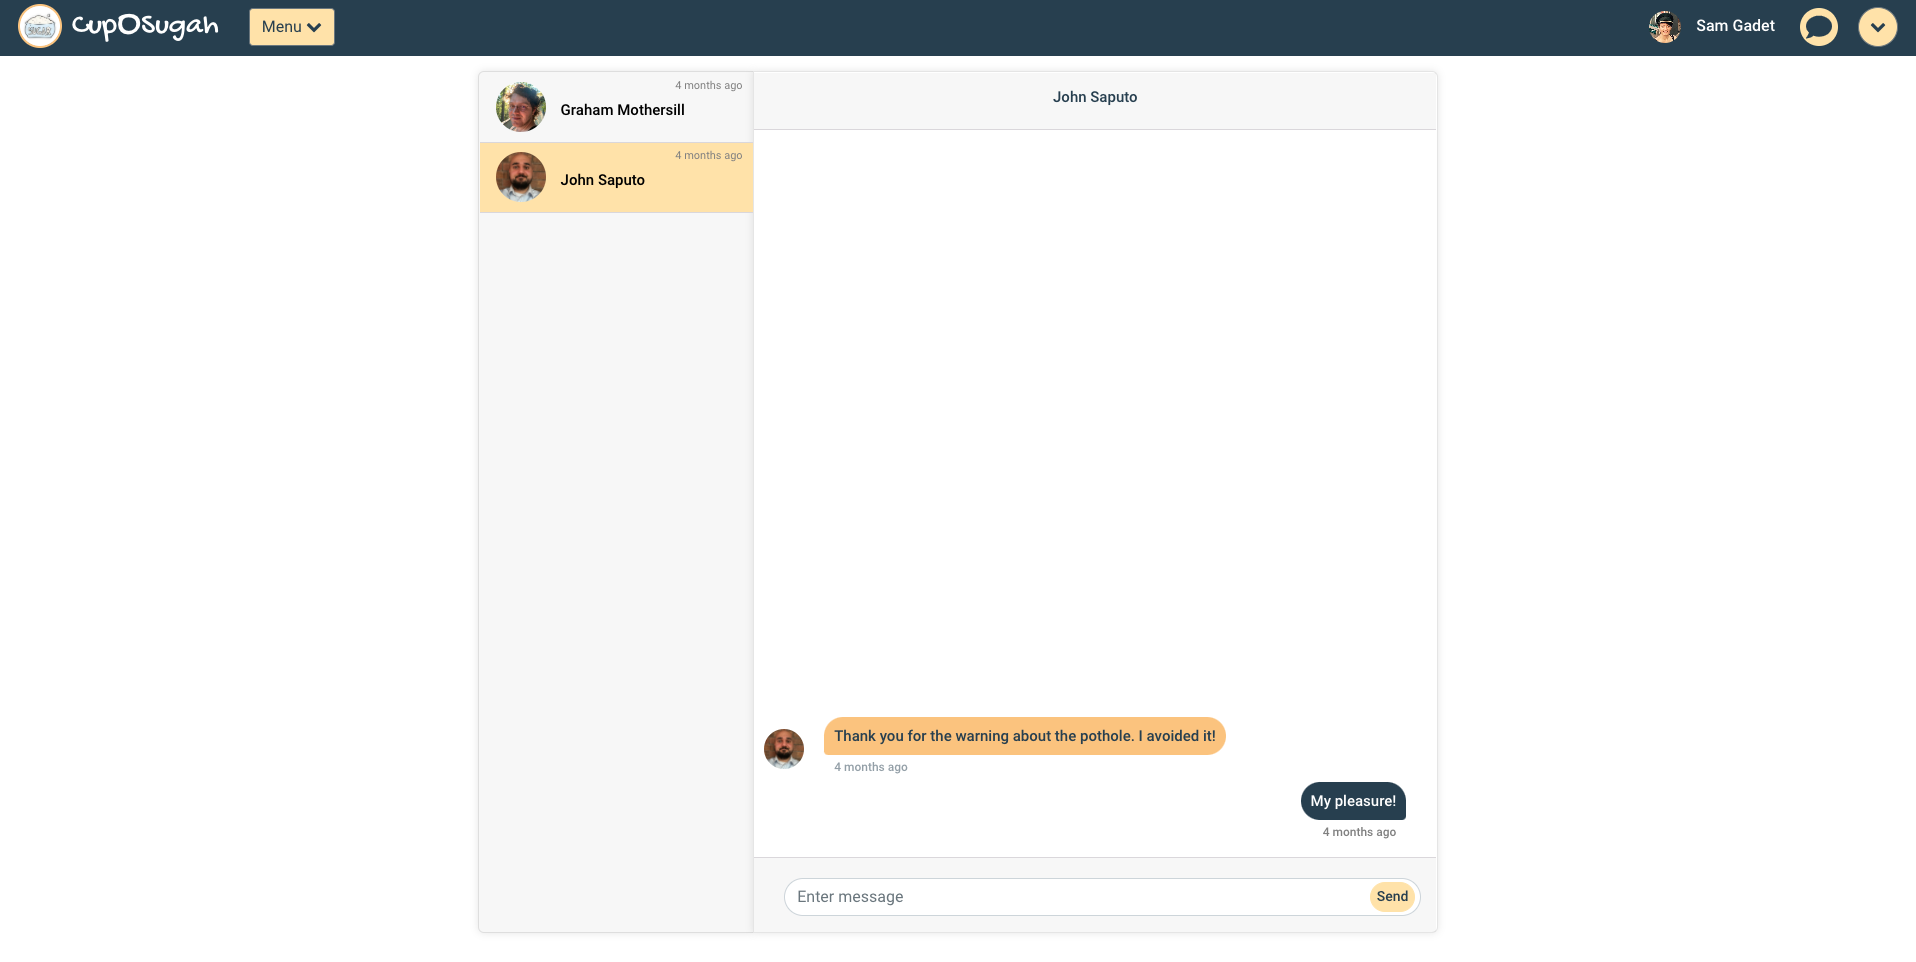 CupOSugah
Menu
Sam Gadet
4 months ago
Graham Mothersill
4 months ago
John Saputo
John Saputo
Thank you for the warning about the pothole. I avoided it!
4 months ago
My pleasure!
4 months ago
Enter message
Send